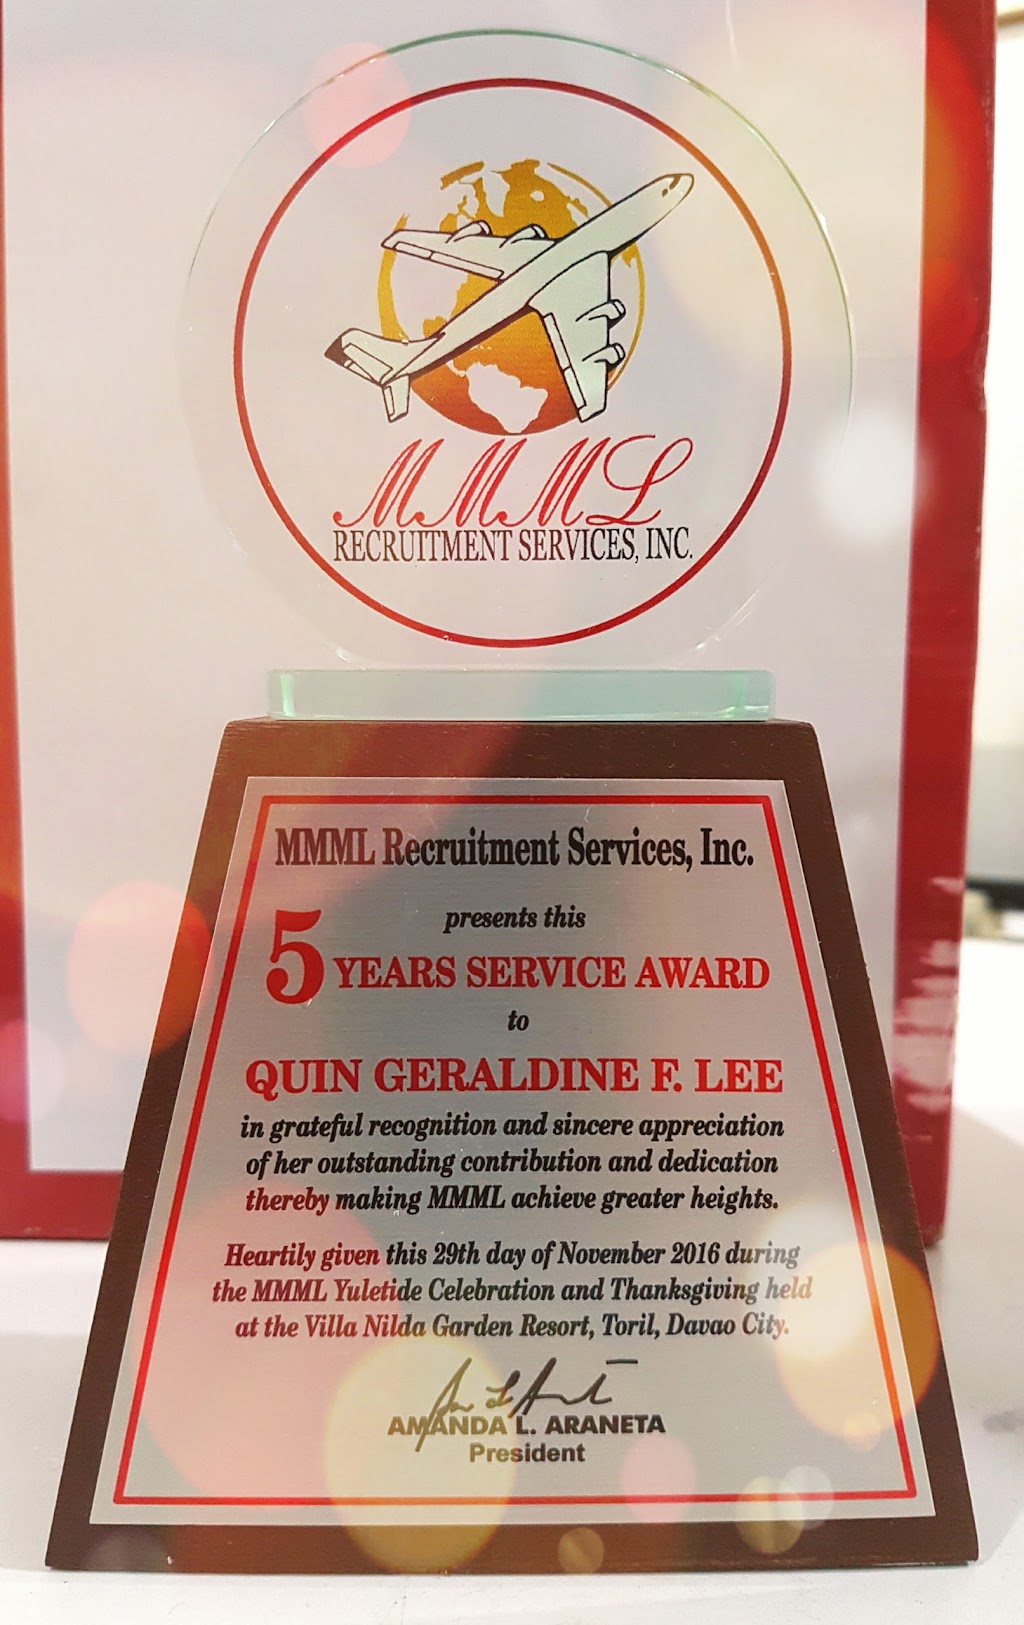 MMML
RECRUITMENT SERVICES, INC.
MMML Recruitment Services, Inc.
presents this
5 YEARS SERVICE AWARD
to
QUIN GERALDINE F. LEE
in grateful recognition and sincere appreciation
of her outstanding contribution and dedication
thereby making MMML achieve greater heights.
Heartily given this 29th day of November 2016 during
the MMML Yuletide Celebration and Thanksgiving held
at the Villa Nilda Garden Resort, Toril, Davao City.
AMANDA L. ARANETA
President